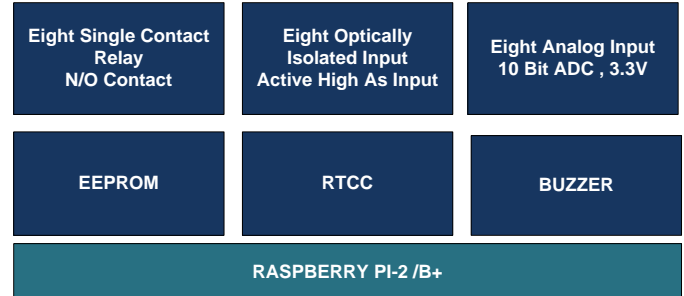 Eight Single Contact
Relay
N/O Contact
Eight Optically
Isolated Input
Active High As Input
Eight Analog Input
10 Bit ADC , 3.3V
EEPROM
RTCC
BUZZER
RASPBERRY PI-2 /B+